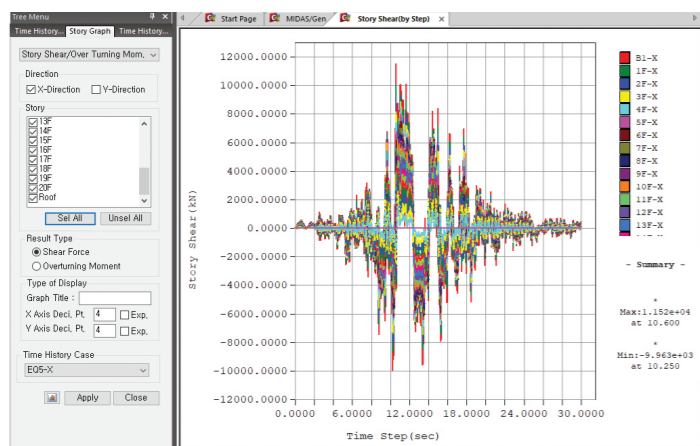 Tree Menu
Time History...
Story Graph
Time History...
Story Shear/Over Turning Mom.
Direction
X-Direction
Y-Direction
Story
13F
14F
15F
16F
17F
18F
19F
20F
Roof
Sel All
Unsel All
Result Type
Shear Force
Overturning Moment
Type of Display
Graph Title :
X Axis Deci. Pt. 4 Exp.
Y Axis Deci. Pt. 4 Exp.
Time History Case
EQ5-X
Apply
Close
Start Page
MIDAS/Gen
Story Shear(by Step)
Story Shear(kN)
12000.0000
10000.0000
8000.0000
6000.0000
4000.0000
2000.0000
0.0000
-2000.0000
-4000.0000
-6000.0000
-8000.0000
-10000.0000
-12000.0000
0.0000 6.0000 12.0000 18.0000 24.0000 30.0000
Time Step(sec)
B1-X
1F-X
2F-X
3F-X
4F-X
5F-X
6F-X
7F-X
8F-X
9F-X
10F-X
11F-X
12F-X
13F-X
- Summary -
*
Max:1.152e+04
at 10.600
*
Min:-9.963e+03
at 10.250